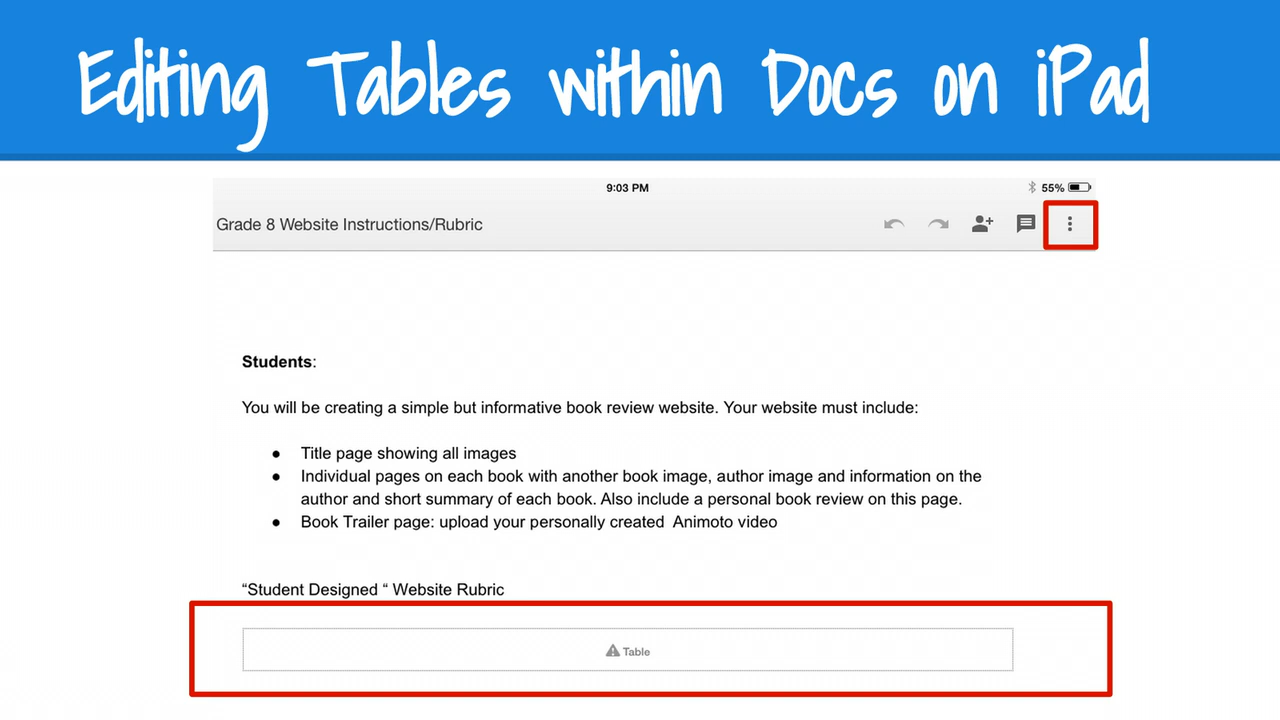 Editing Tables within Docs on iPad
9:03 PM
55%
Grade 8 Website Instructions/Rubric
Students:
You will be creating a simple but informative book review website. Your website must include:
● Title page showing all images
● Individual pages on each book with another book image, author image and information on the
author and short summary of each book. Also include a personal book review on this page.
● Book Trailer page: upload your personally created  Animoto video
“Student Designed “ Website Rubric
Table